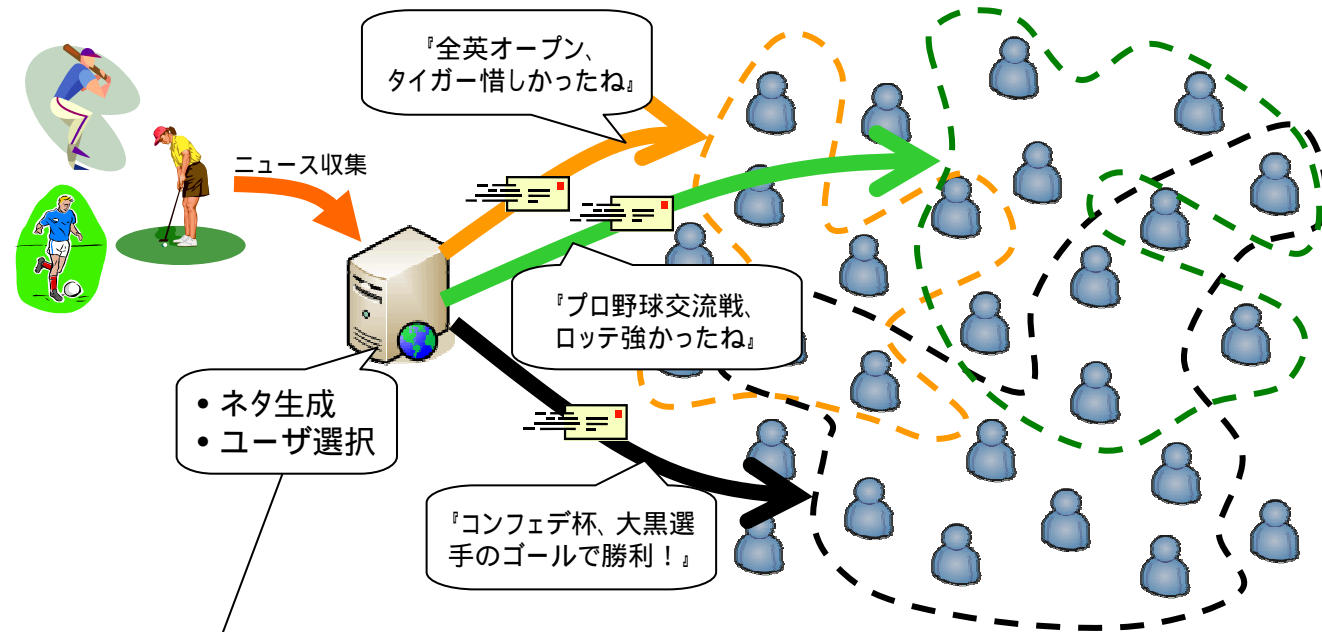 『全英オープン、
タイガー惜しかったね』
ニュース収集
『プロ野球交流戦、
ロッテ強かったね』
• ネタ生成
• ユーザ選択
『コンフェデ杯、大黒選
手のゴールで勝利！』